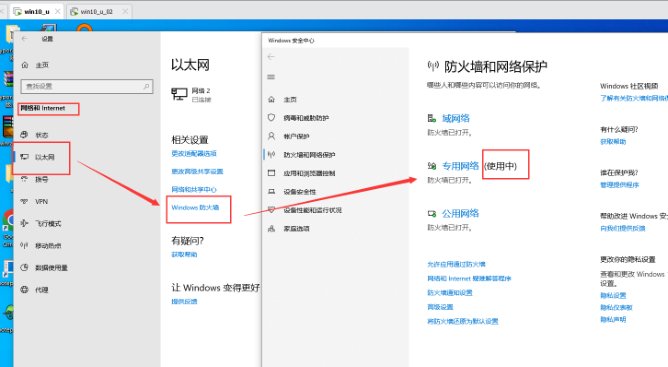 win10_u
win10_u_02
设置
主页
查找设置
网络和 Internet
状态
以太网
拨号
VPN
飞行模式
移动热点
数据使用量
代理
以太网
网络 2
已连接
相关设置
更改适配器选项
更改高级共享设置
网络和共享中心
Windows 防火墙
有疑问?
获取帮助
让 Windows 变得更好
提供反馈
Windows 安全中心
主页
病毒和威胁防护
帐户保护
防火墙和网络保护
应用和浏览器控制
设备安全性
设备性能和运行状况
家庭选项
防火墙和网络保护
哪些人和哪些内容可以访问你的网络。
域网络
防火墙已打开。
专用网络 (使用中)
防火墙已打开。
公用网络
防火墙已打开。
允许应用通过防火墙
网络和 Internet 疑难解答程序
防火墙通知设置
高级设置
将防火墙还原为默认设置
Windows 社区视频
了解有关防火墙和网络
有什么疑问?
获取帮助
谁在保护我?
管理提供程序
帮助改进 Windows 安
向我们提供反馈
更改你的隐私设置
查看和更改 Windows
设置。
隐私设置
隐私仪表板
隐私声明